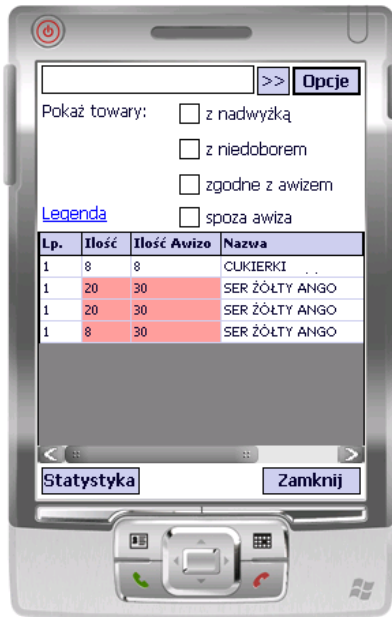 >> Opcje
Pokaż towary: z nadwyżką
z niedoborem
zgodne z awizem
Legenda spoza awiza
Lp. Ilość Ilość Awizo Nazwa
1 8 8 CUKIERKI
1 20 30 SER ŻÓŁTY ANGO
1 20 30 SER ŻÓŁTY ANGO
1 8 30 SER ŻÓŁTY ANGO
Statystyka Zamknij